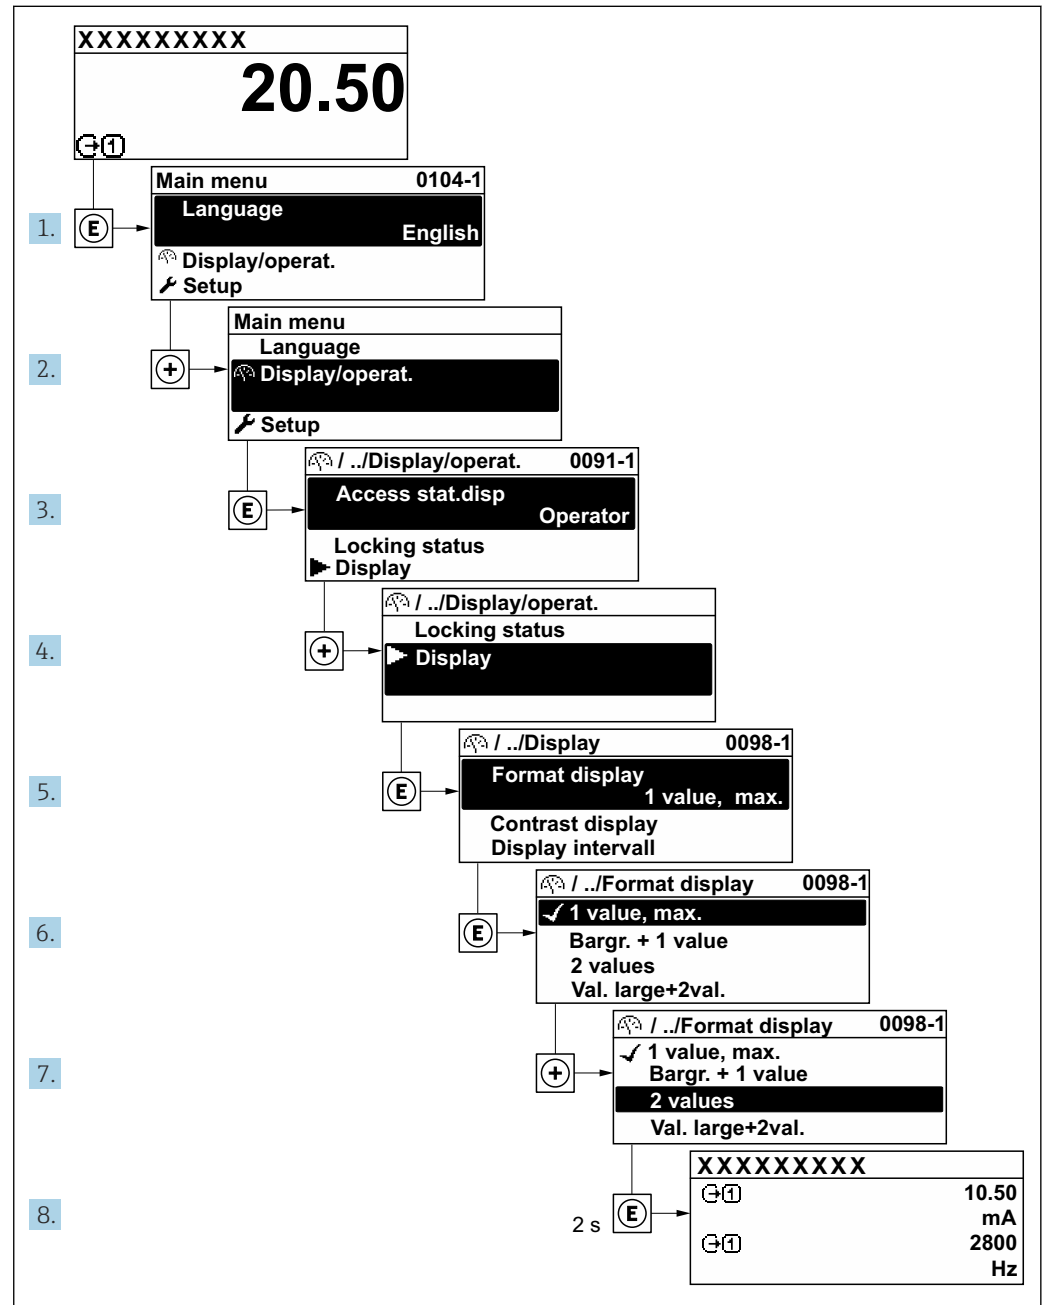 XXXXXXXXX
20.50
1
Main menu 0104-1
Language
1. E English
Display/operat.
Setup
Main menu
Language
2. + Display/operat.
Setup
/ ../Display/operat. 0091-1
Access stat.disp
3. E Operator
Locking status
Display
/ ../Display/operat.
Locking status
4. + Display
/ ../Display 0098-1
Format display
5. E 1 value, max.
Contrast display
Display intervall
/ ../Format display 0098-1
1 value, max.
6. E Bargr. + 1 value
2 values
Val. large+2val.
/ ../Format display 0098-1
1 value, max.
7. + Bargr. + 1 value
2 values
Val. large+2val.
XXXXXXXXX
1 10.50
8. 2 s E mA
1 2800
Hz